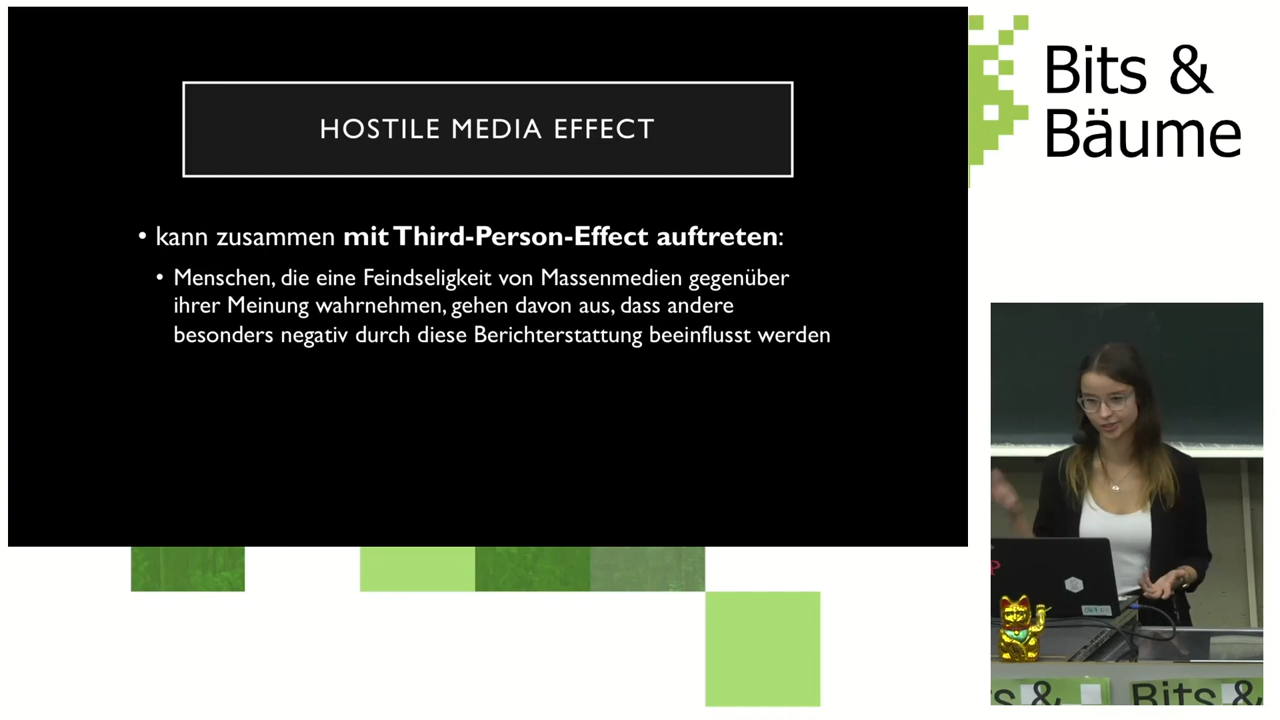 HOSTILE MEDIA EFFECT
• kann zusammen mit Third-Person-Effect auftreten:
• Menschen, die eine Feindseligkeit von Massenmedien gegenüber
ihrer Meinung wahrnehmen, gehen davon aus, dass andere
besonders negativ durch diese Berichterstattung beeinflusst werden
Bits &
Bäume
s &
Bits &